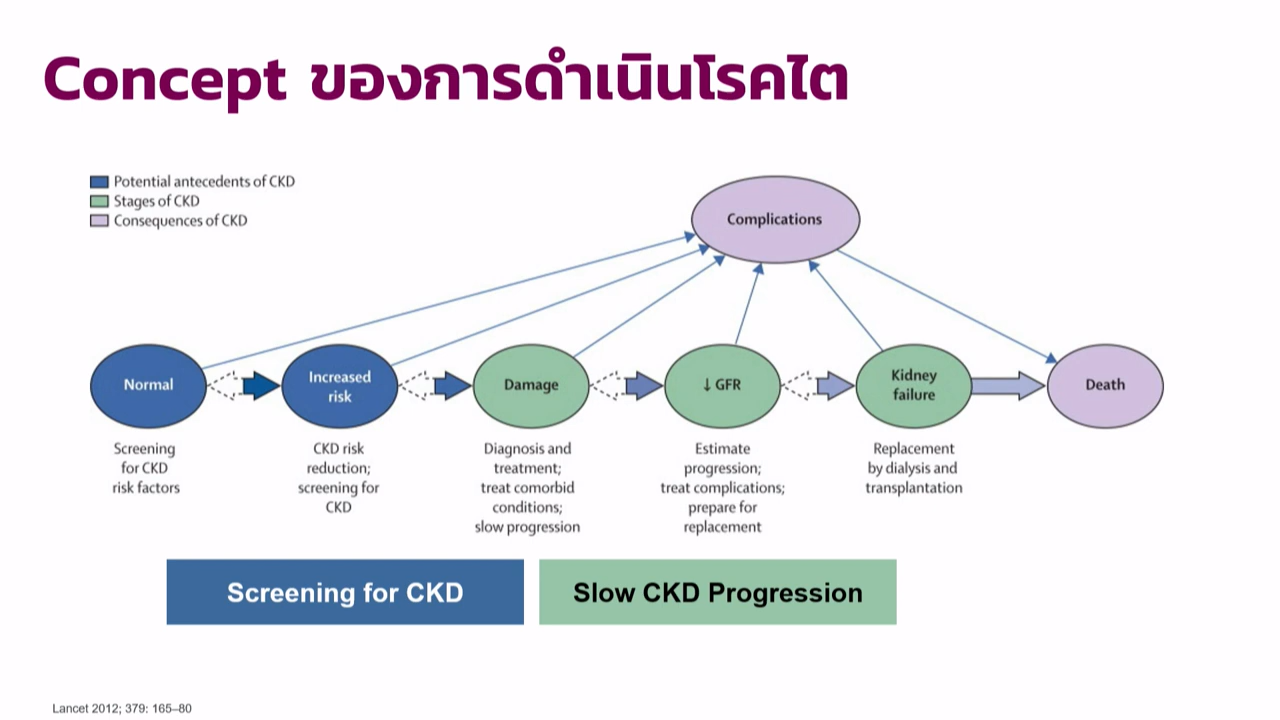 Concept ของการดำเนินโรคไต
Potential antecedents of CKD
Stages of CKD
Consequences of CKD
Complications
Normal
Increased
risk
Damage
↓ GFR
Kidney
failure
Death
Screening
for CKD
risk factors
CKD risk
reduction;
screening for
CKD
Diagnosis and
treatment;
treat comorbid
conditions;
slow progression
Estimate
progression;
treat complications;
prepare for
replacement
Replacement
by dialysis and
transplantation
Screening for CKD
Slow CKD Progression
Lancet 2012; 379: 165–80